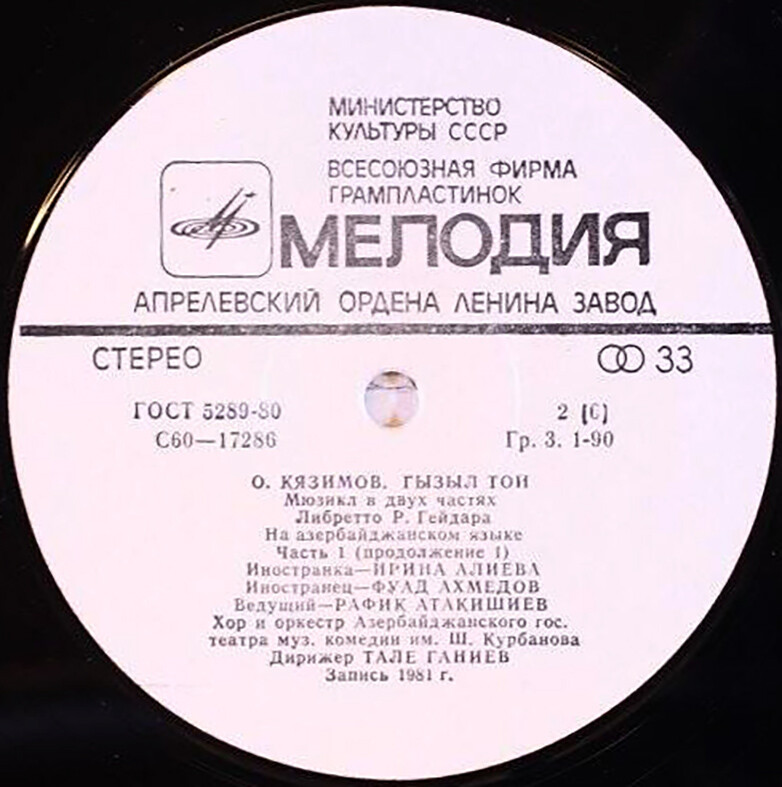 МИНИСТЕРСТВО
КУЛЬТУРЫ СССР
ВСЕСОЮЗНАЯ ФИРМА
ГРАМПЛАСТИНОК
МЕЛОДИЯ
АПРЕЛЕВСКИЙ ОРДЕНА ЛЕНИНА ЗАВОД
СТЕРЕО 33
ГОСТ 5289-80 2 (С)
С60—17286 Гр. 3. 1-90
О. КЯЗИМОВ. ГЫЗЫЛ ТОЙ
Мюзикл в двух частях
Либретто Р. Гейдара
На азербайджанском языке
Часть 1 (продолжение 1)
Иностранка—ИРИНА АЛИЕВА
Иностранец—ФУАД АХМЕДОВ
Ведущий—РАФИК АТАКИШИЕВ
Хор и оркестр Азербайджанского гос.
театра муз. комедии им. Ш. Курбанова
Дирижер ТАЛЕ ГАНИЕВ
Запись 1981 г.